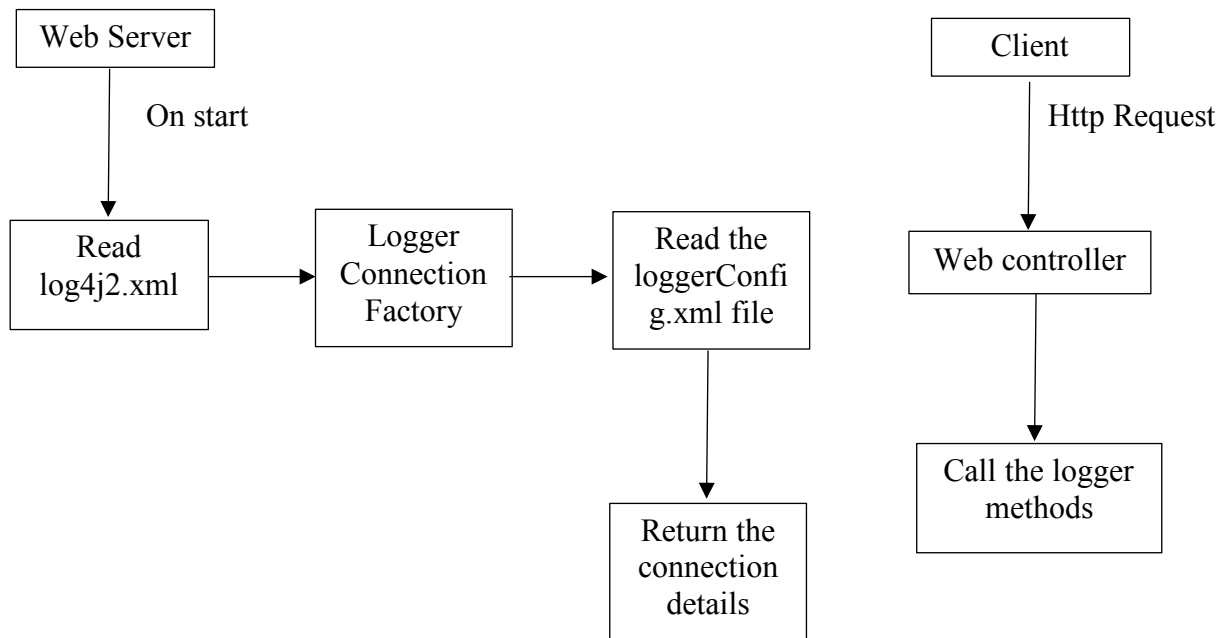 Web Server
On start
Read
log4j2.xml
Logger
Connection
Factory
Read the
loggerConfi
g.xml file
Return the
connection
details
Client
Http Request
Web controller
Call the logger
methods